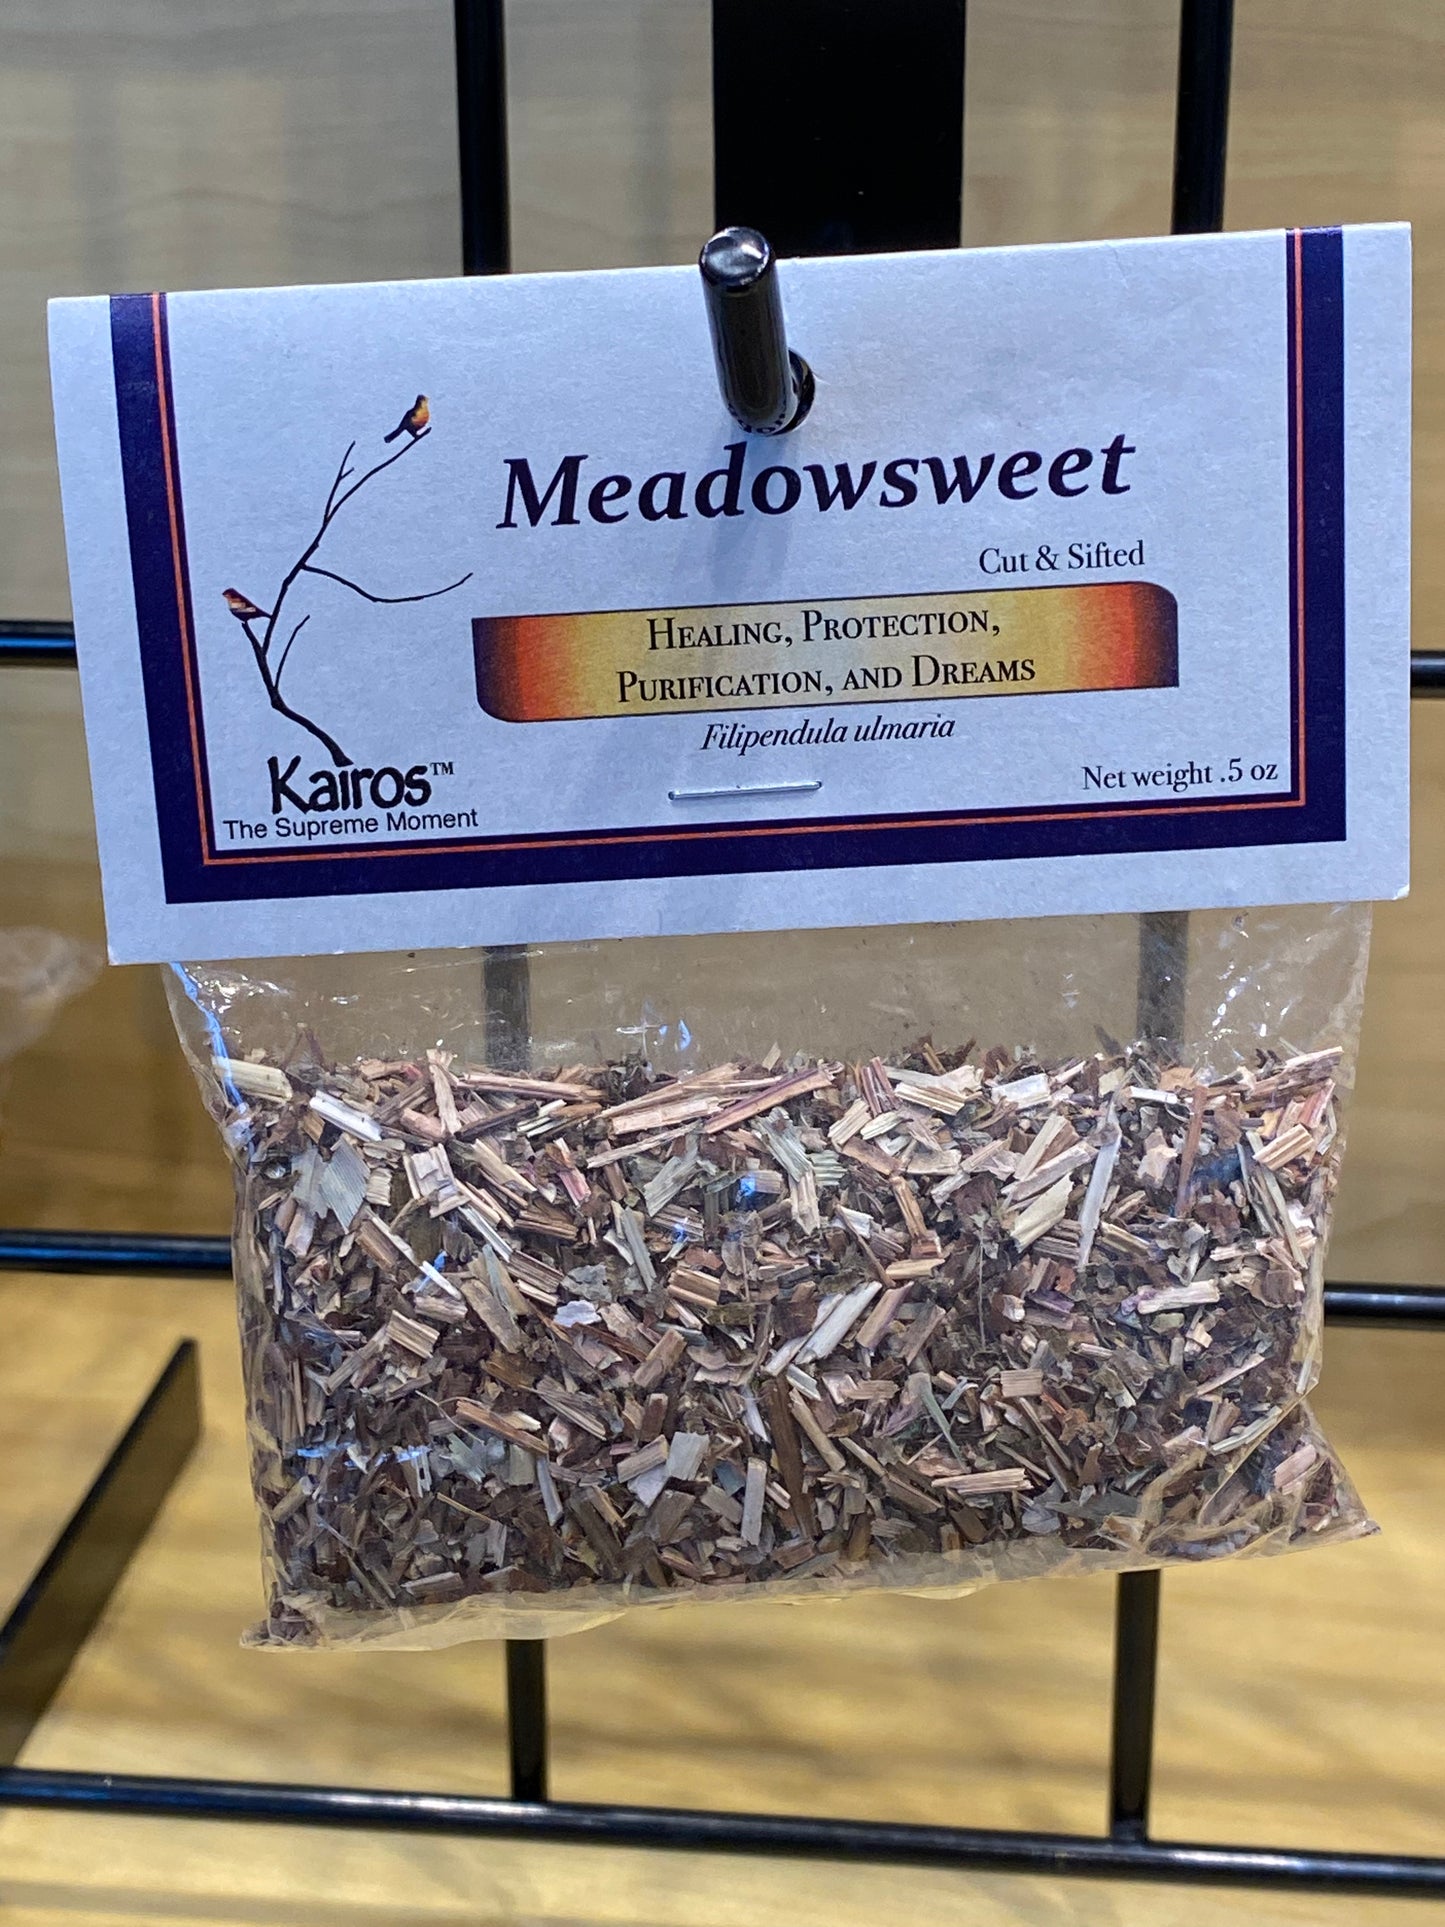 Meadowsweet
Cut & Sifted
Healing, Protection,
Purification, and Dreams
Filipendula ulmaria
Net weight .5 oz
Kairos™
The Supreme Moment